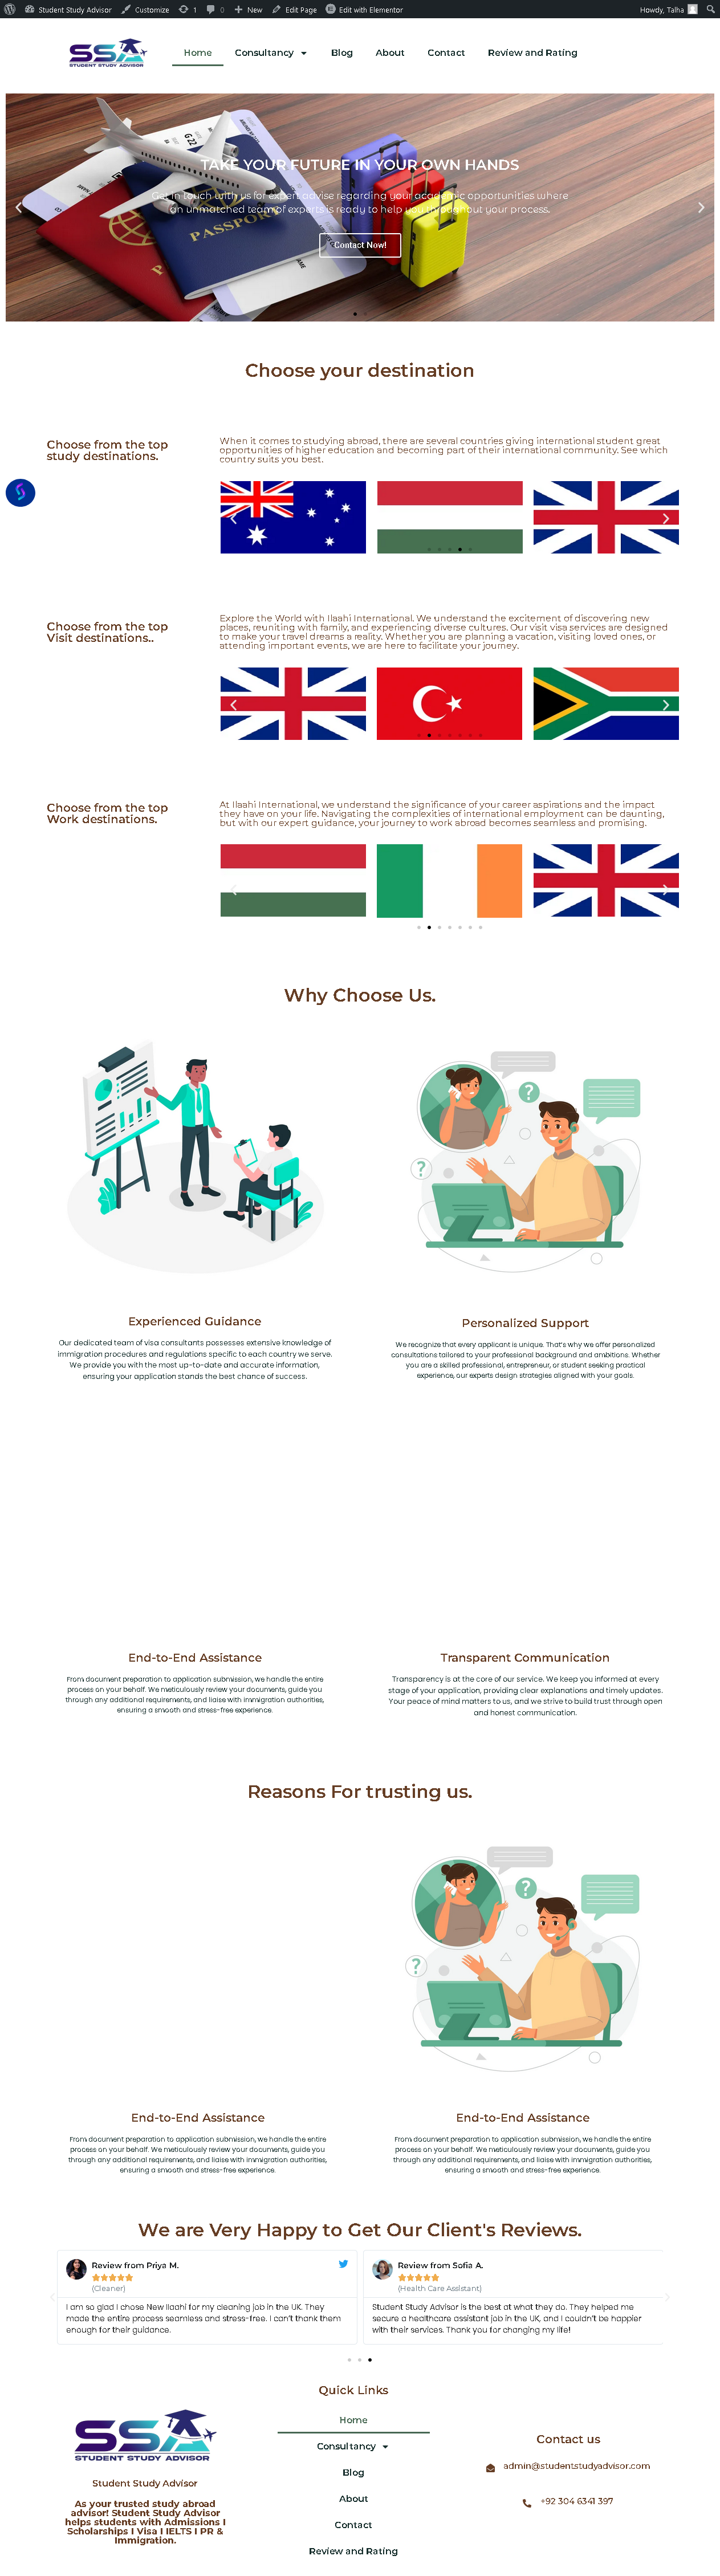 Student Study Advisor Customize 1 0 New Edit Page Edit with Elementor Howdy, Talha
SSA
STUDENT STUDY ADVISOR
Home Consultancy Blog About Contact Review and Rating
TAKE YOUR FUTURE IN YOUR OWN HANDS
Get in touch with us for expert advise regarding your academic opportunities where
an unmatched team of experts is ready to help you throughout your process.
Contact Now!
PASSPORT
Choose your destination
Choose from the top
study destinations.
When it comes to studying abroad, there are several countries giving international student great
opportunities of higher education and becoming part of their international community. See which
country suits you best.
Choose from the top
Visit destinations..
Explore the World with Ilaahi International. We understand the excitement of discovering new
places, reuniting with family, and experiencing diverse cultures. Our visit visa services are designed
to make your travel dreams a reality. Whether you are planning a vacation, visiting loved ones, or
attending important events, we are here to facilitate your journey.
Choose from the top
Work destinations.
At Ilaahi International, we understand the significance of your career aspirations and the impact
they have on your life. Navigating the complexities of international employment can be daunting,
but with our expert guidance, your journey to work abroad becomes seamless and promising.
Why Choose Us.
Experienced Guidance
Our dedicated team of visa consultants possesses extensive knowledge of
immigration procedures and regulations specific to each country we serve.
We provide you with the most up-to-date and accurate information,
ensuring your application stands the best chance of success.
Personalized Support
We recognize that every applicant is unique. That's why we offer personalized
consultations tailored to your professional background and ambitions. Whether
you are a skilled professional, entrepreneur, or student seeking practical
experience, our experts design strategies aligned with your goals.
End-to-End Assistance
From document preparation to application submission, we handle the entire
process on your behalf. We meticulously review your documents, guide you
through any additional requirements, and liaise with immigration authorities,
ensuring a smooth and stress-free experience.
Transparent Communication
Transparency is at the core of our service. We keep you informed at every
stage of your application, providing clear explanations and timely updates.
Your peace of mind matters to us, and we strive to build trust through open
and honest communication.
Reasons For trusting us.
End-to-End Assistance
From document preparation to application submission, we handle the entire
process on your behalf. We meticulously review your documents, guide you
through any additional requirements, and liaise with immigration authorities,
ensuring a smooth and stress-free experience.
End-to-End Assistance
From document preparation to application submission, we handle the entire
process on your behalf. We meticulously review your documents, guide you
through any additional requirements, and liaise with immigration authorities,
ensuring a smooth and stress-free experience.
We are Very Happy to Get Our Client's Reviews.
Review from Priya M.
(Cleaner)
I am so glad I chose New Ilaahi for my cleaning job in the UK. They
made the entire process seamless and stress-free. I can't thank them
enough for their guidance.
Review from Sofia A.
(Health Care Assistant)
Student Study Advisor is the best at what they do. They helped me
secure a healthcare assistant job in the UK, and I couldn't be happier
with their services. Thank you for changing my life!
SSA
STUDENT STUDY ADVISOR
Student Study Advisor
As your trusted study abroad
advisor! Student Study Advisor
helps students with Admissions I
Scholarships I Visa I IELTS I PR &
Immigration.
Quick Links
Home
Consultancy
Blog
About
Contact
Review and Rating
Contact us
admin@studentstudyadvisor.com
+92 304 6341 397